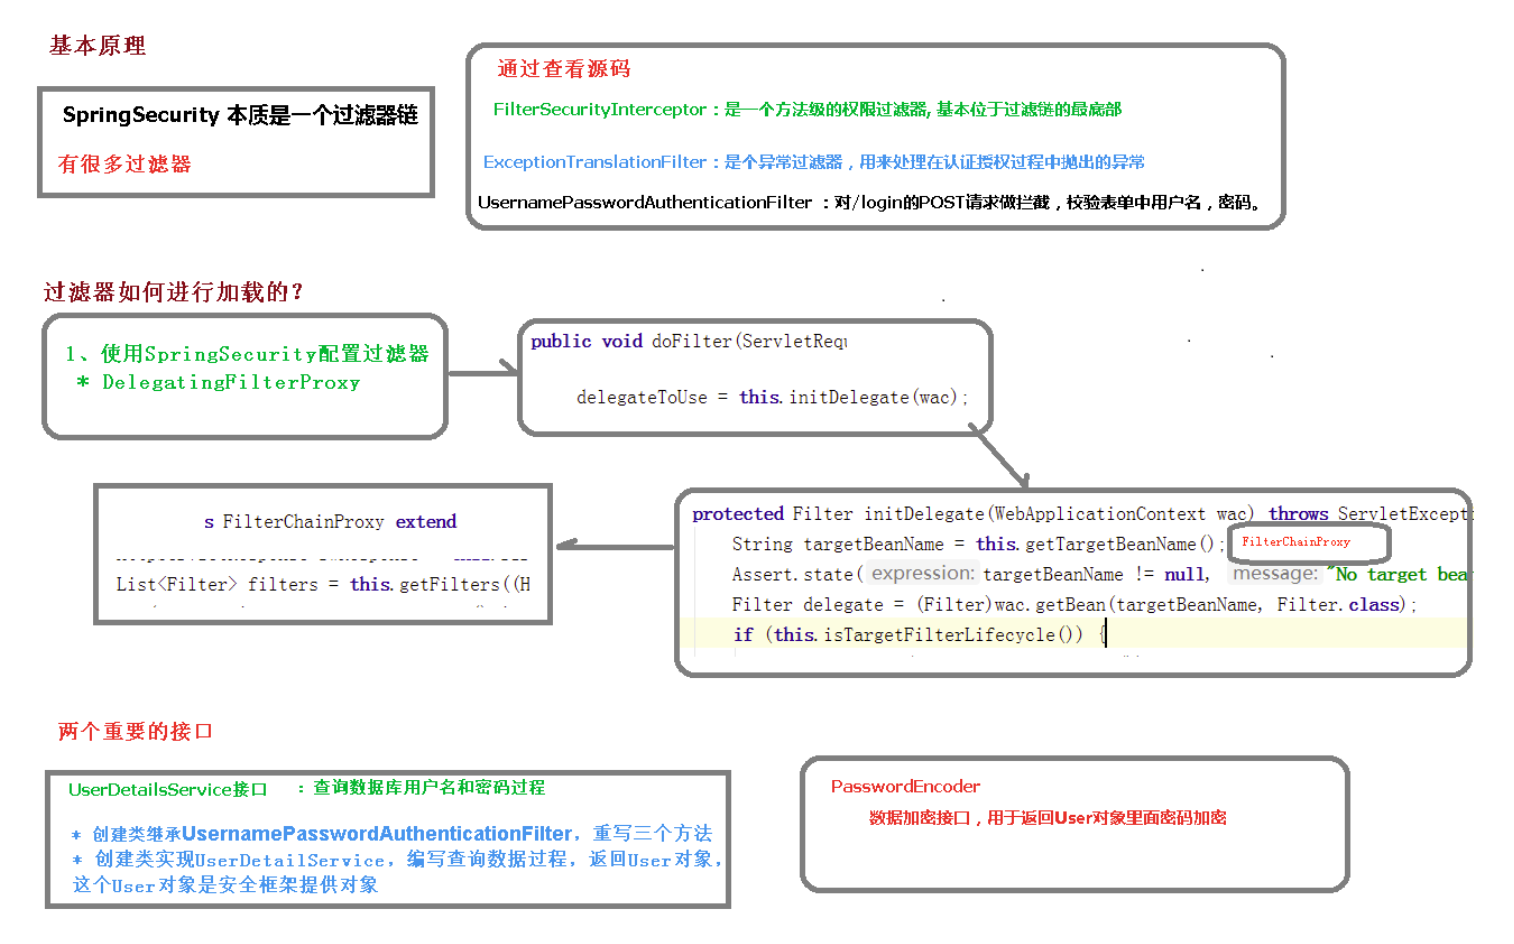 基本原理
SpringSecurity 本质是一个过滤器链
有很多过滤器
通过查看源码
FilterSecurityInterceptor：是一个方法级的权限过滤器, 基本位于过滤链的最底部
ExceptionTranslationFilter：是个异常过滤器，用来处理在认证授权过程中抛出的异常
UsernamePasswordAuthenticationFilter ：对/login的POST请求做拦截，校验表单中用户名，密码。
过滤器如何进行加载的？
1、使用SpringSecurity配置过滤器
* DelegatingFilterProxy
public void doFilter(ServletRequ
delegateToUse = this.initDelegate(wac);
s FilterChainProxy extend
List<Filter> filters = this.getFilters((H
protected Filter initDelegate(WebApplicationContext wac) throws ServletExcepti
String targetBeanName = this.getTargetBeanName(); FilterChainProxy
Assert.state( expression: targetBeanName != null, message: "No target bea
Filter delegate = (Filter)wac.getBean(targetBeanName, Filter.class);
if (this.isTargetFilterLifecycle()) {
两个重要的接口
UserDetailsService接口 ：查询数据库用户名和密码过程
* 创建类继承UsernamePasswordAuthenticationFilter，重写三个方法
* 创建类实现UserDetailService，编写查询数据过程，返回User对象，
这个User对象是安全框架提供对象
PasswordEncoder
数据加密接口，用于返回User对象里面密码加密